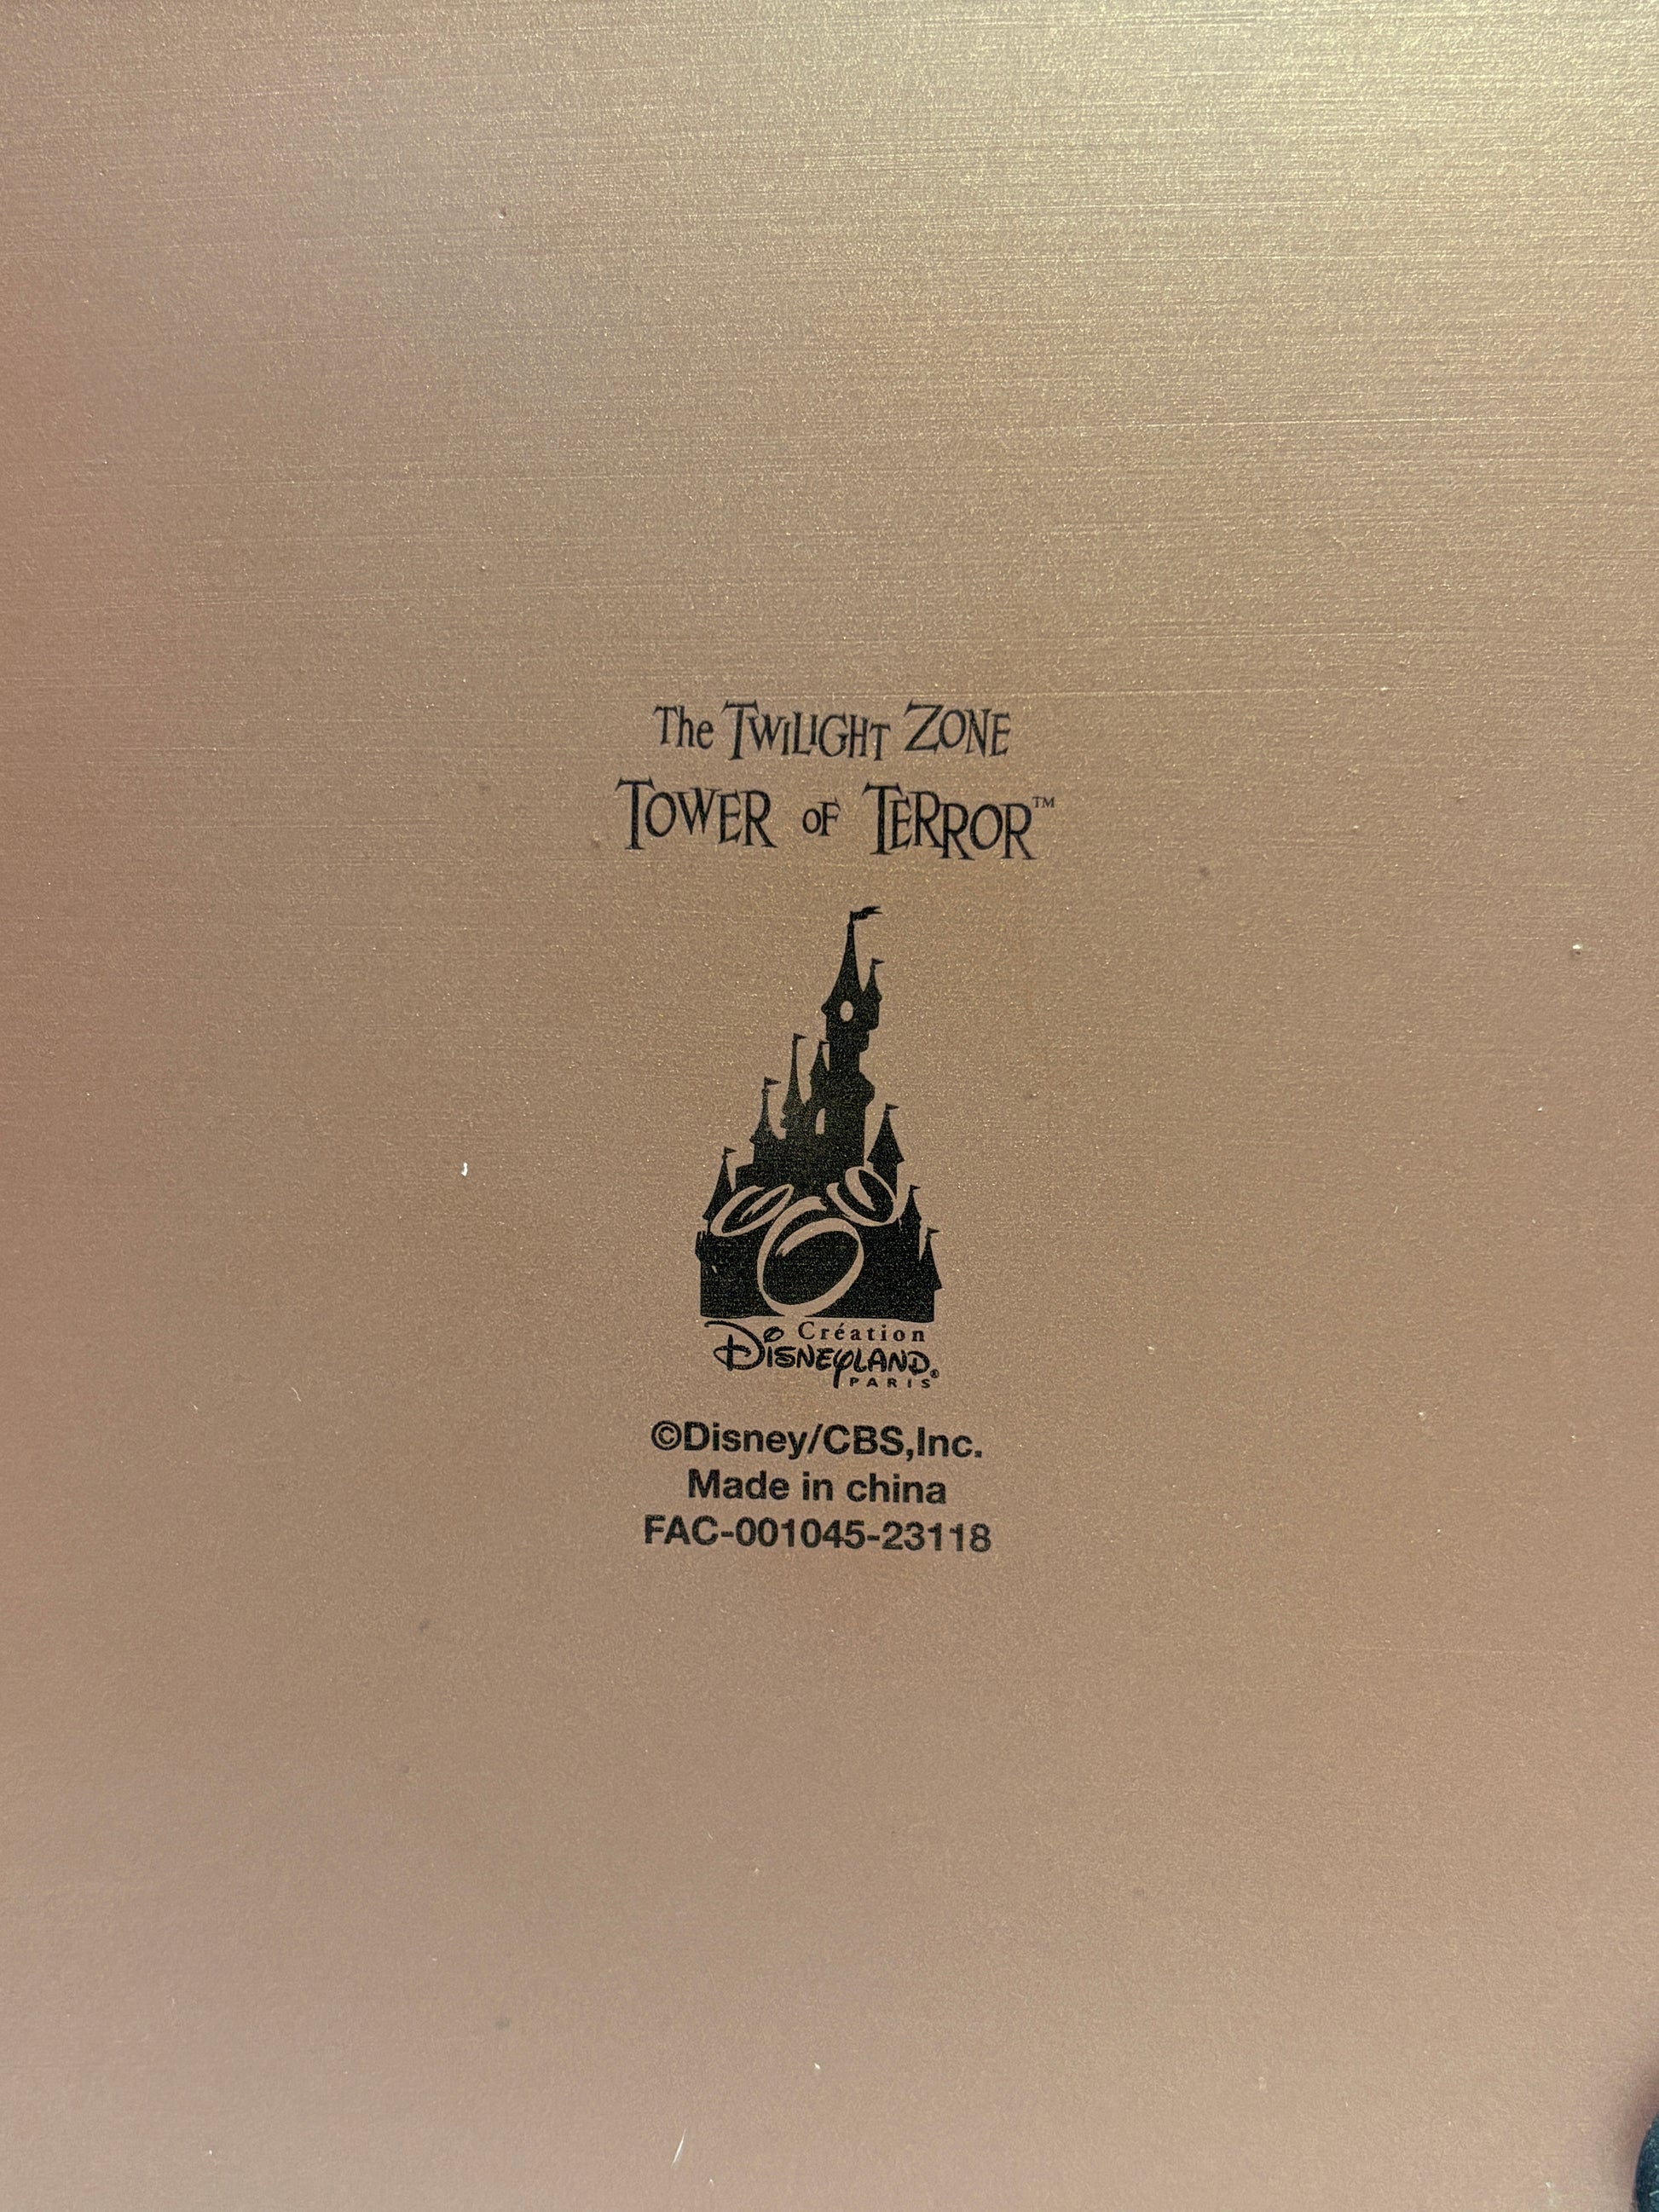 The TWILIGHT ZONE
TOWER OF TERROR™
Création
DISNEYLAND®
PARIS
©Disney/CBS,Inc.
Made in china
FAC-001045-23118